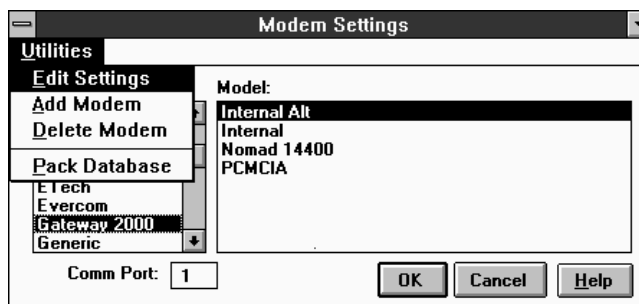 Modem Settings
Utilities
Edit Settings
Add Modem
Delete Modem
Pack Database
ETech
Evercom
Gateway 2000
Generic
Model:
Internal Alt
Internal
Nomad 14400
PCMCIA
Comm Port: 1
OK Cancel Help